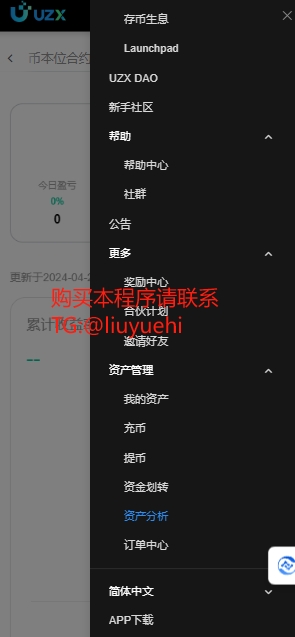 UZX
存币生息
Launchpad
币本位合约
UZX DAO
新手社区
帮助
帮助中心
今日盈亏
0%
社群
0
公告
更多
更新于2024-04-2
奖励中心
购买本程序请联系
合伙计划
累计收益
TG:@liuyuehi
邀请好友
--
资产管理
我的资产
充币
提币
资金划转
资产分析
订单中心
简体中文
APP下载